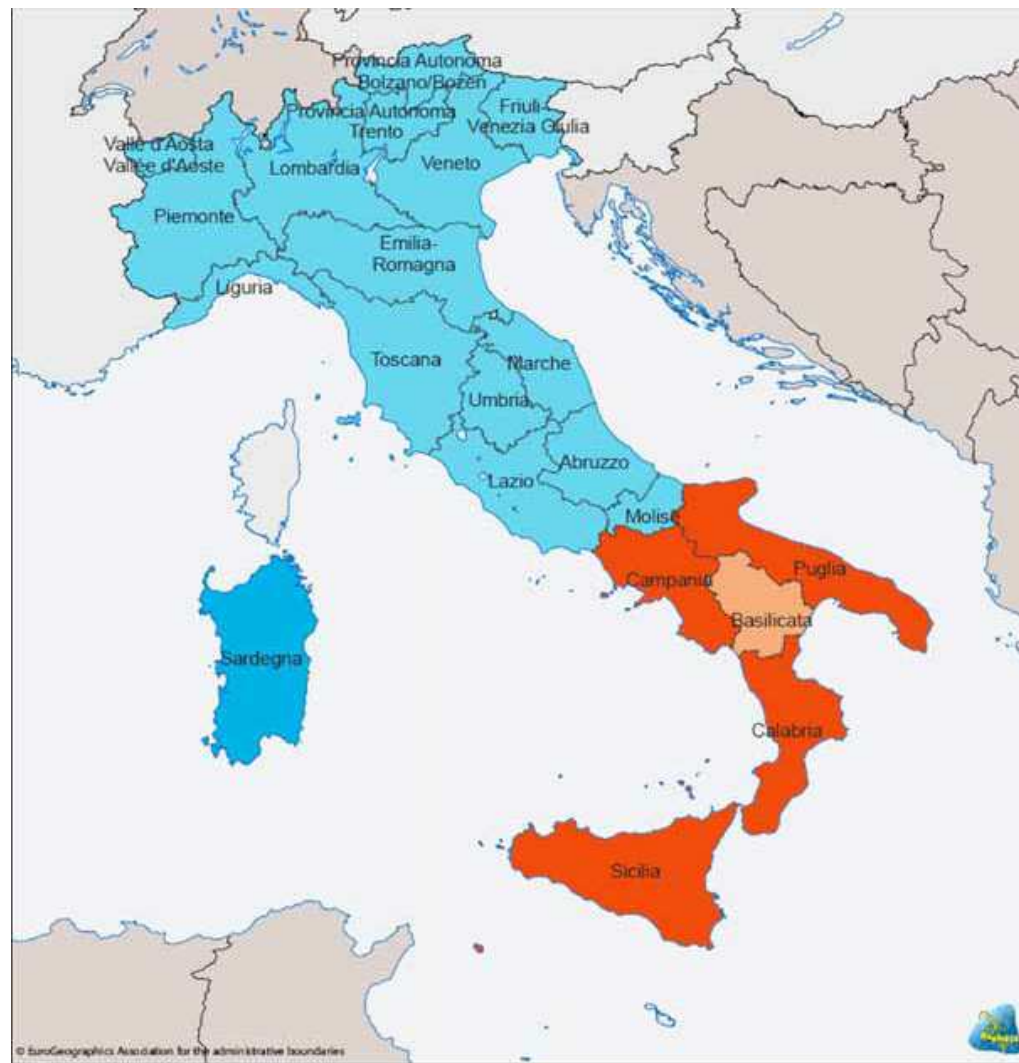 Provincia Autonoma
Bolzano/Bozen
Provincia Autonoma
Trento
Friuli-
Venezia Giulia
Valle d'Aosta
Vallée d'Aoste
Lombardia
Veneto
Piemonte
Emilia-
Romagna
Liguria
Toscana
Marche
Umbria
Abruzzo
Lazio
Molise
Campania
Puglia
Basilicata
Sardegna
Calabria
Sicilia
© EuroGeographics Association for the administrative boundaries